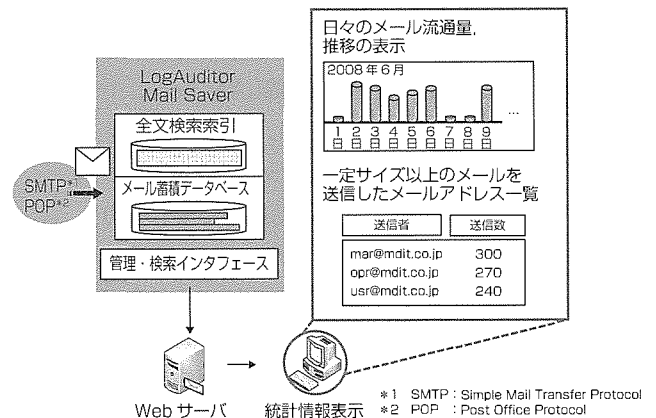 LogAuditor
Mail Saver
全文検索索引
メール蓄積データベース
管理・検索インタフェース
SMTP*1
POP*2
Web サーバ
統計情報表示
日々のメール流通量,
推移の表示
2008年6月
1 2 3 4 5 6 7 8 9 …
日 日 日 日 日 日 日 日 日
一定サイズ以上のメールを
送信したメールアドレス一覧
送信者 送信数
mar@mdit.co.jp 300
opr@mdit.co.jp 270
usr@mdit.co.jp 240
*1 SMTP : Simple Mail Transfer Protocol
*2 POP : Post Office Protocol